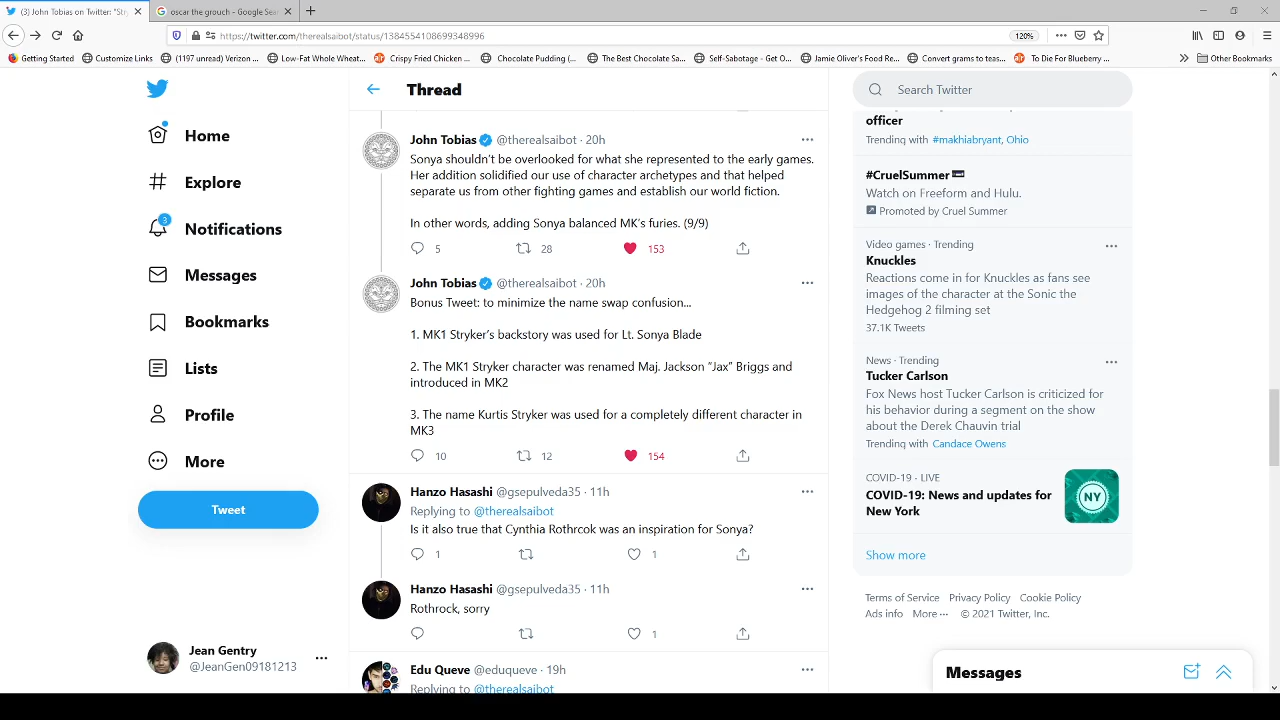 (3) John Tobias on Twitter: "Stry
oscar the grouch - Google Sear
https://twitter.com/therealsaibot/status/1384554108699348996
120%
Getting Started
Customize Links
(1197 unread) Verizon ...
Low-Fat Whole Wheat...
Crispy Fried Chicken ...
Chocolate Pudding (...
The Best Chocolate Sa...
Self-Sabotage - Get O...
Jamie Oliver's Food Re...
Convert grams to teas...
To Die For Blueberry ...
Other Bookmarks
Home
Explore
3
Notifications
Messages
Bookmarks
Lists
Profile
More
Tweet
Jean Gentry
@JeanGen09181213
Thread
John Tobias @therealsaibot · 20h
Sonya shouldn't be overlooked for what she represented to the early games.
Her addition solidified our use of character archetypes and that helped
separate us from other fighting games and establish our world fiction.
In other words, adding Sonya balanced MK's furies. (9/9)
5 28 153
John Tobias @therealsaibot · 20h
Bonus Tweet: to minimize the name swap confusion...
1. MK1 Stryker's backstory was used for Lt. Sonya Blade
2. The MK1 Stryker character was renamed Maj. Jackson "Jax" Briggs and
introduced in MK2
3. The name Kurtis Stryker was used for a completely different character in
MK3
10 12 154
Hanzo Hasashi @gsepulveda35 · 11h
Replying to @therealsaibot
Is it also true that Cynthia Rothrcok was an inspiration for Sonya?
1 1
Hanzo Hasashi @gsepulveda35 · 11h
Rothrock, sorry
1
Edu Queve @eduqueve · 19h
Replying to @therealsaibot
Search Twitter
officer
Trending with #makhiabryant, Ohio
#CruelSummer
Watch on Freeform and Hulu.
Promoted by Cruel Summer
Video games · Trending
Knuckles
Reactions come in for Knuckles as fans see
images of the character at the Sonic the
Hedgehog 2 filming set
37.1K Tweets
News · Trending
Tucker Carlson
Fox News host Tucker Carlson is criticized for
his behavior during a segment on the show
about the Derek Chauvin trial
Trending with Candace Owens
COVID-19 · LIVE
COVID-19: News and updates for
New York
NY
Show more
Terms of Service Privacy Policy Cookie Policy
Ads info More ··· © 2021 Twitter, Inc.
Messages